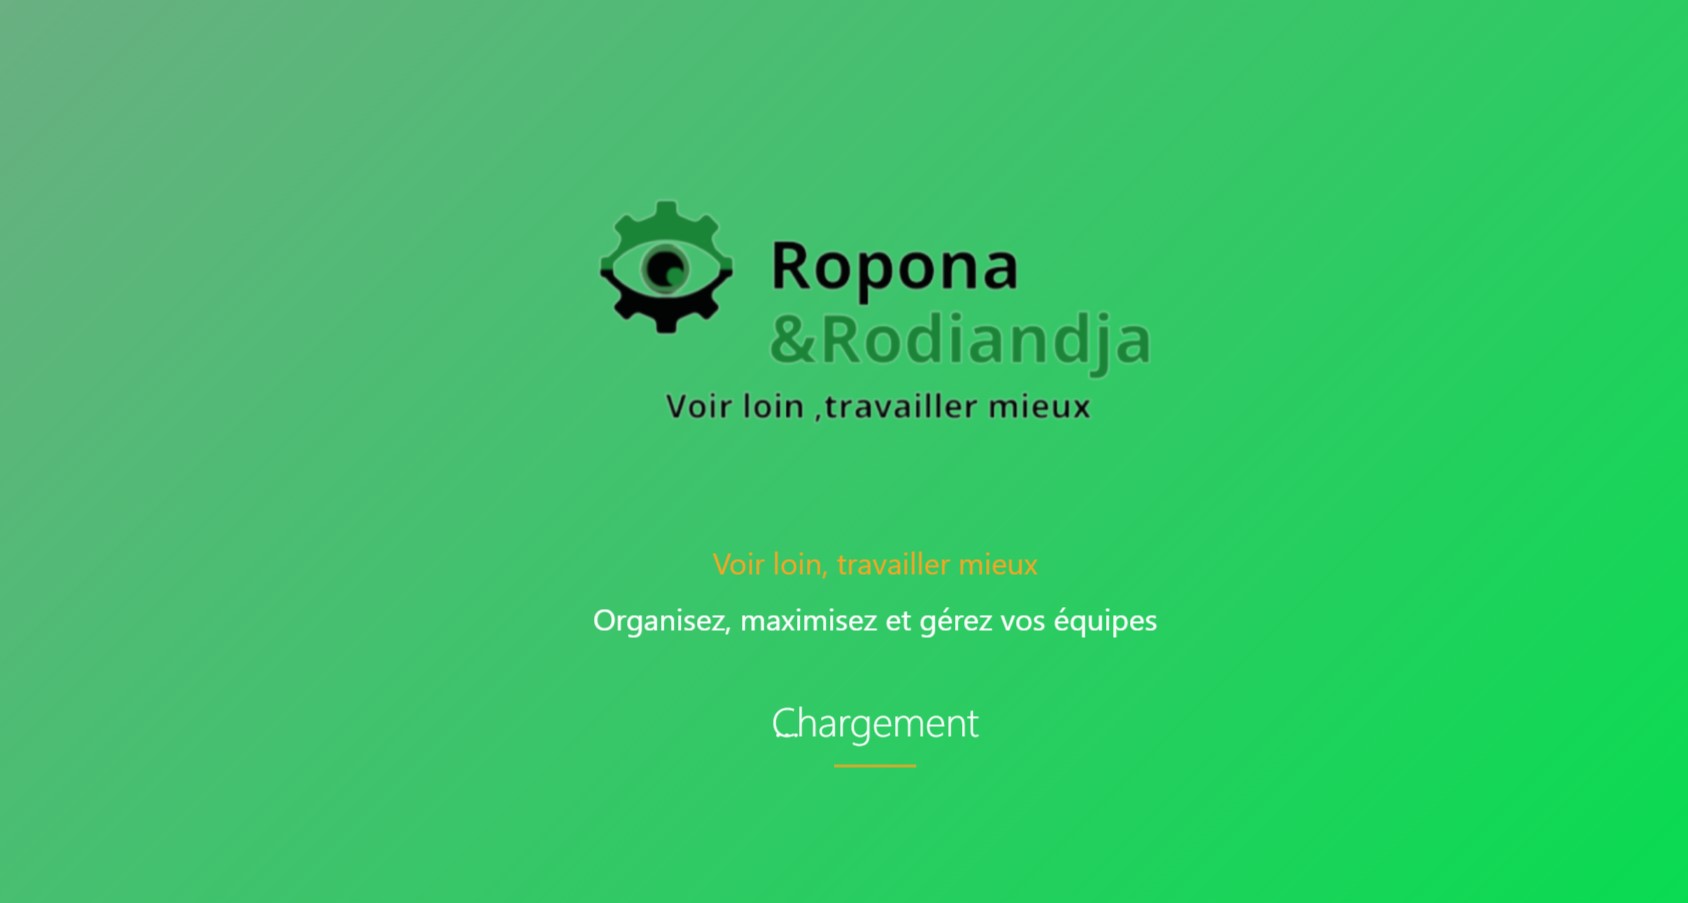 Ropona
&Rodiandja
Voir loin ,travailler mieux
Voir loin, travailler mieux
Organisez, maximisez et gérez vos équipes
Chargement
...